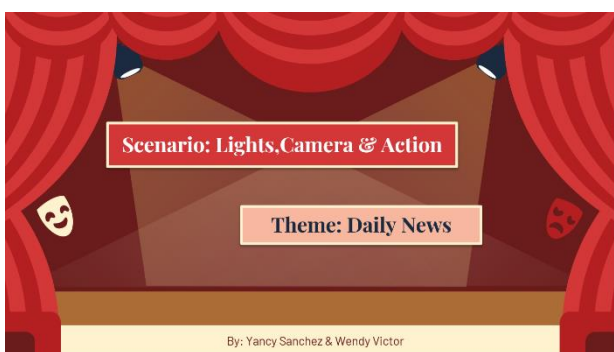 Scenario: Lights,Camera & Action
Theme: Daily News
By: Yancy Sanchez & Wendy Victor